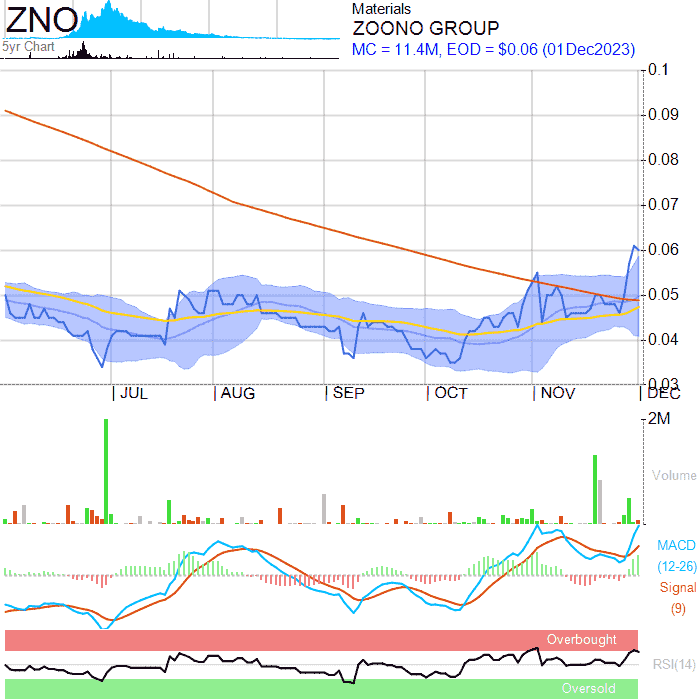 ZNO
5yr Chart
Materials
ZOONO GROUP
MC = 11.4M, EOD = $0.06 (01Dec2023)
0.1
0.09
0.08
0.07
0.06
0.05
0.04
0.03
JUL AUG SEP OCT NOV DEC
2M
Volume
MACD
(12-26)
Signal
(9)
Overbought
RSI(14)
Oversold